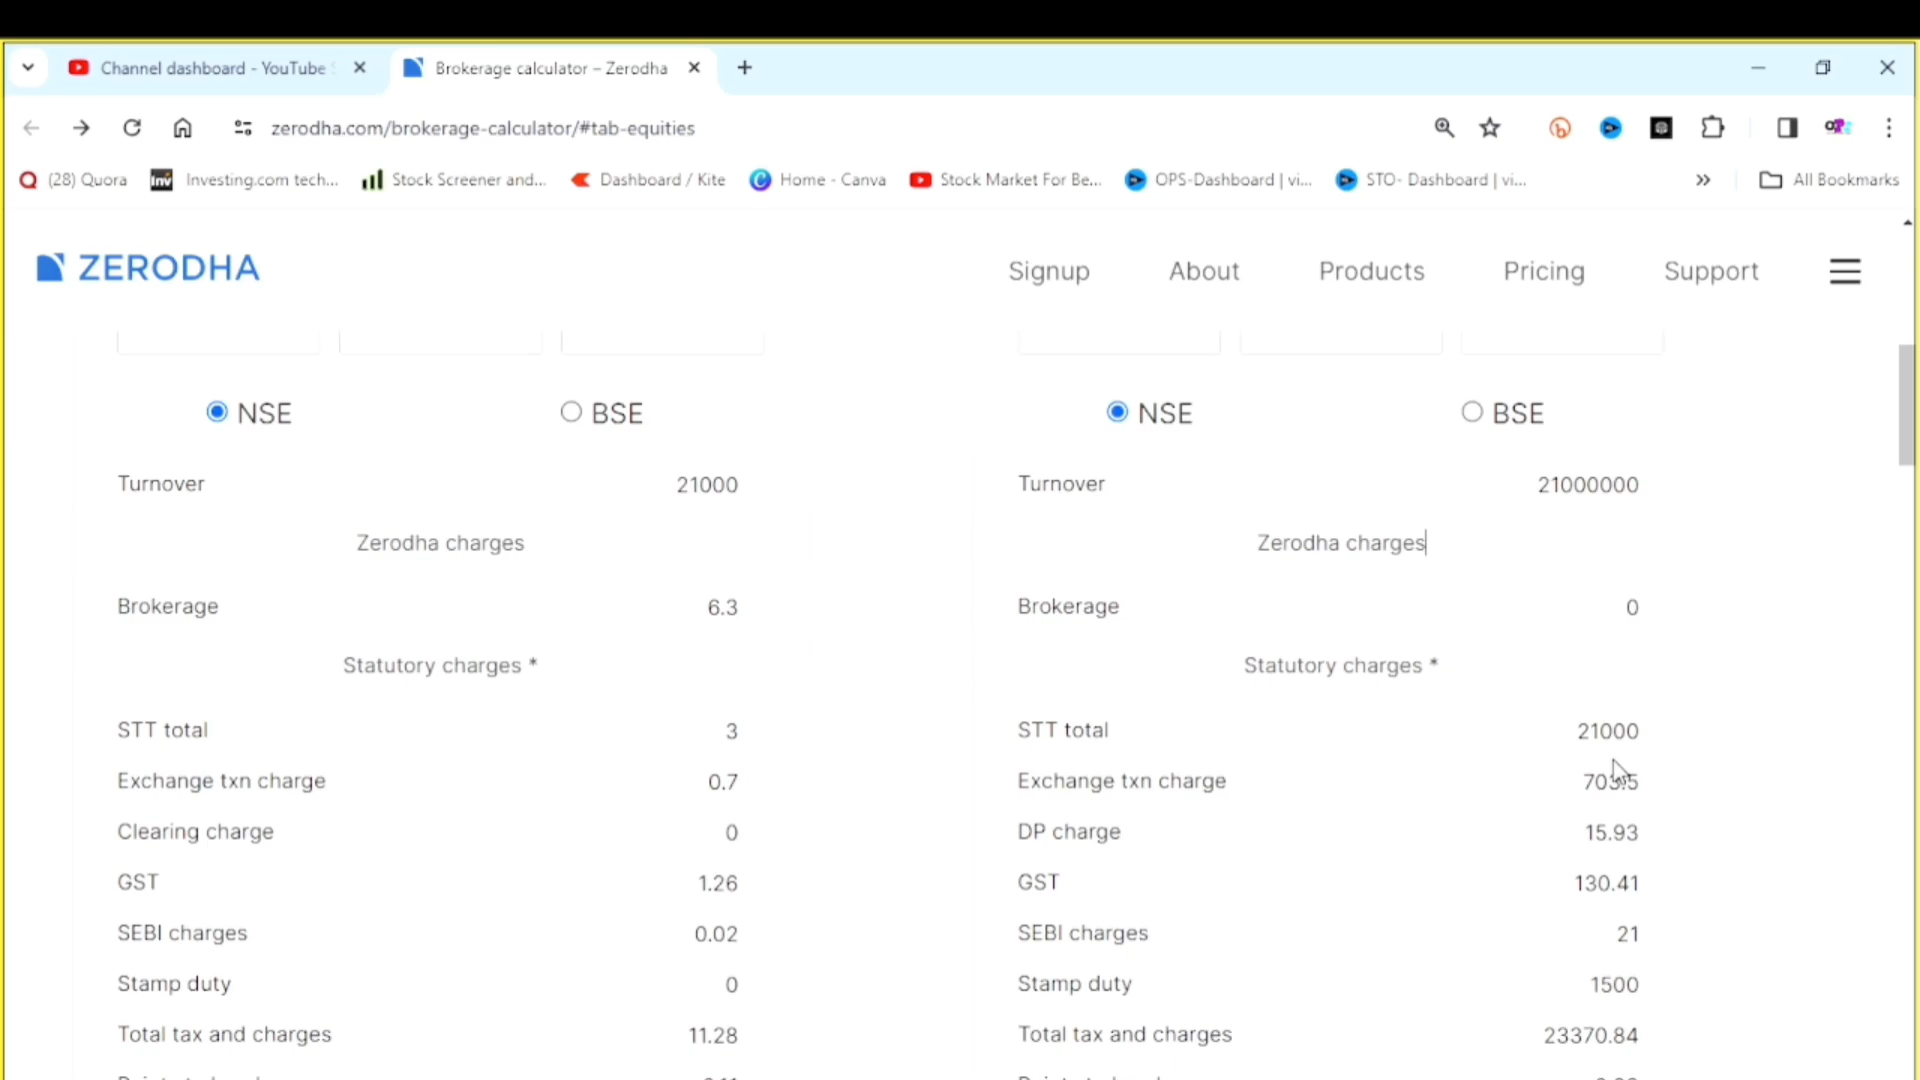 Channel dashboard - YouTube
Brokerage calculator – Zerodha
zerodha.com/brokerage-calculator/#tab-equities
(28) Quora
Inv Investing.com tech...
Stock Screener and...
Dashboard / Kite
Home - Canva
Stock Market For Be...
OPS-Dashboard | vi...
STO- Dashboard | vi...
All Bookmarks
ZERODHA
Signup About Products Pricing Support
NSE BSE
NSE BSE
Turnover 21000
Turnover 21000000
Zerodha charges
Zerodha charges
Brokerage 6.3
Brokerage 0
Statutory charges *
Statutory charges *
STT total 3
STT total 21000
Exchange txn charge 0.7
Exchange txn charge
Clearing charge 0
DP charge 15.93
GST 1.26
GST 130.41
SEBI charges 0.02
SEBI charges 21
Stamp duty 0
Stamp duty 1500
Total tax and charges 11.28
Total tax and charges 23370.84